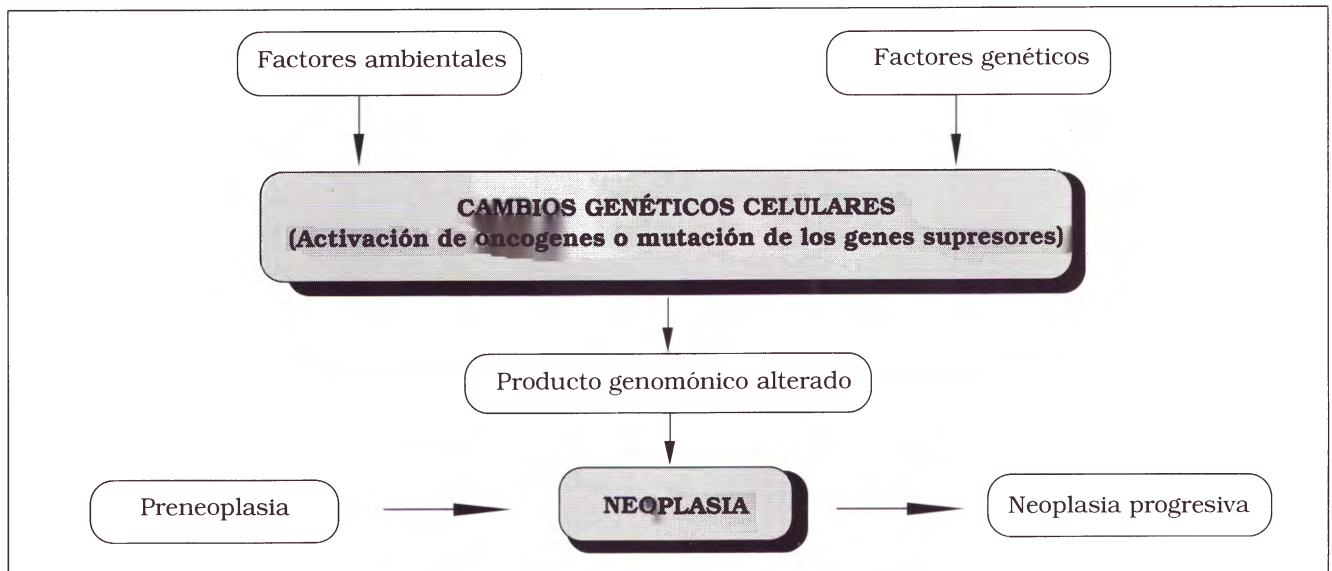 Factores ambientales
Factores genéticos
CAMBIOS GENÉTICOS CELULARES
(Activación de oncogenes o mutación de los genes supresores)
Producto genomónico alterado
Preneoplasia
NEOPLASIA
Neoplasia progresiva